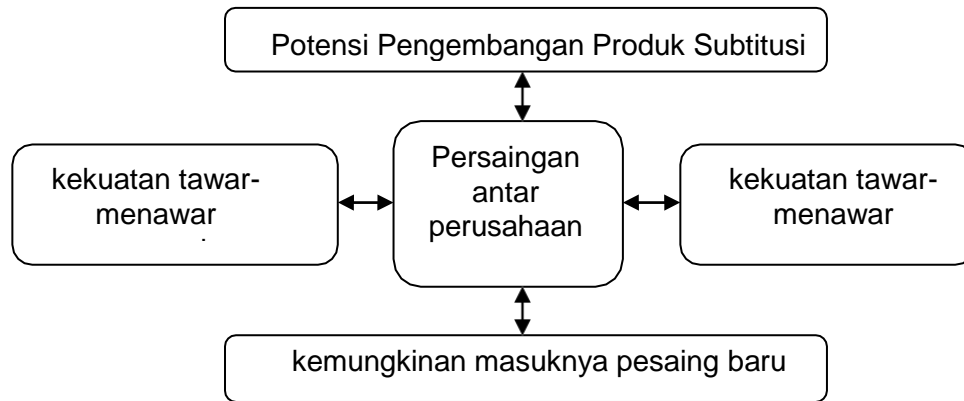 Potensi Pengembangan Produk Subtitusi
kekuatan tawar-
menawar
Persaingan
antar
perusahaan
kekuatan tawar-
menawar
kemungkinan masuknya pesaing baru